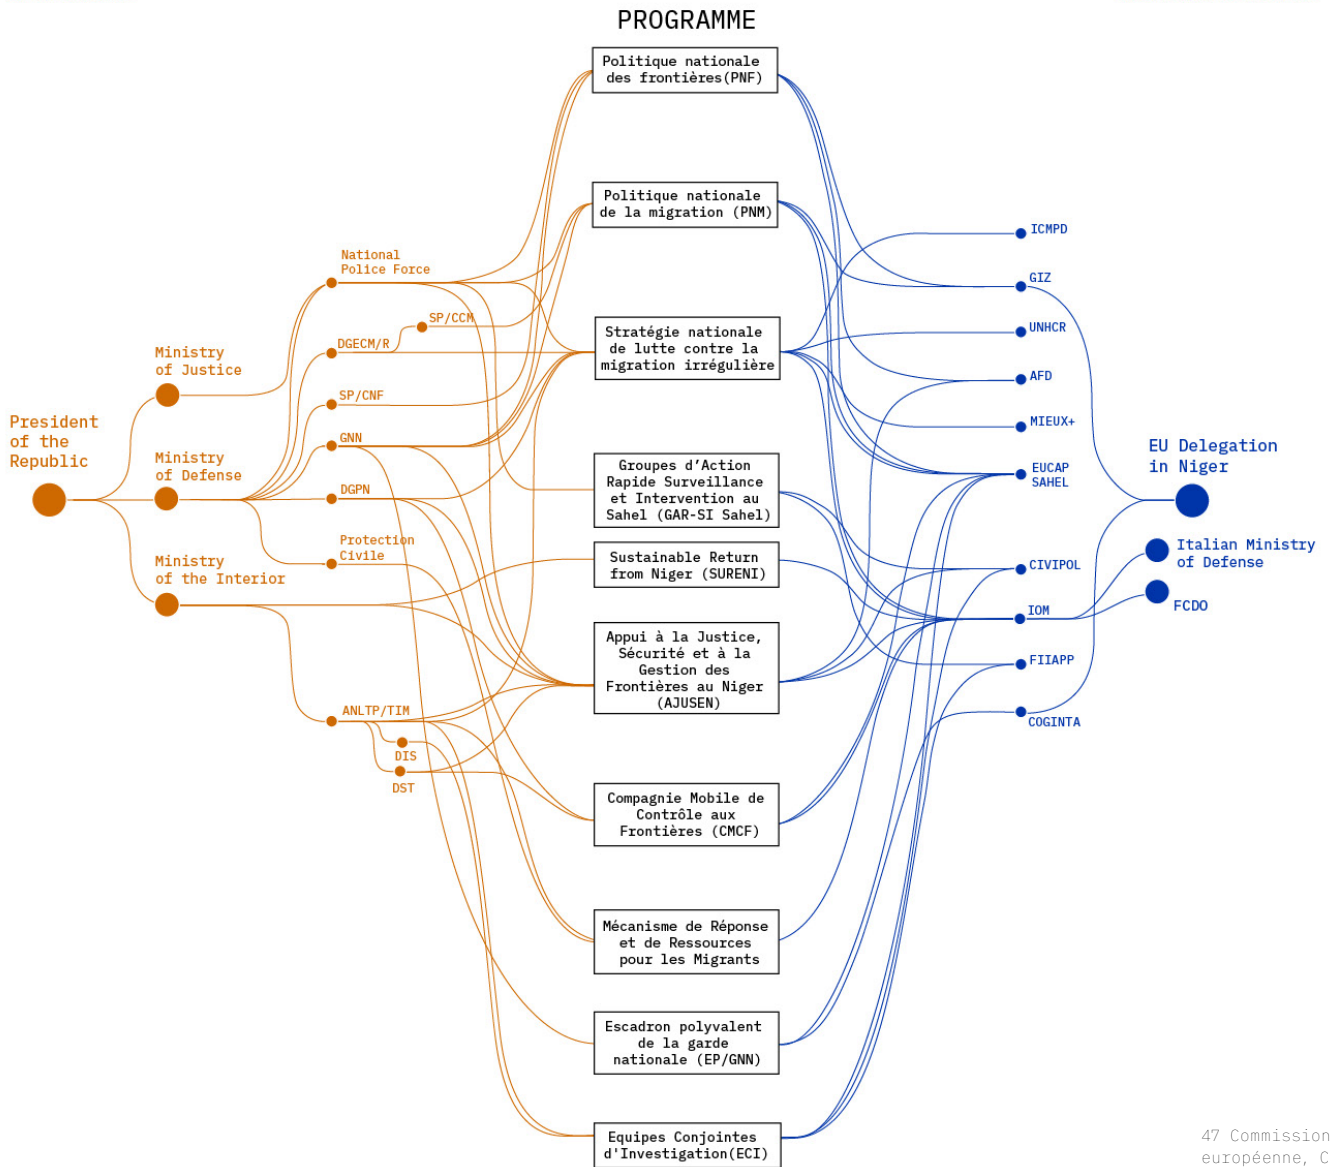 PROGRAMME
Politique nationale
des frontières(PNF)
Politique nationale
de la migration (PNM)
Stratégie nationale
de lutte contre la
migration irrégulière
Groupes d’Action
Rapide Surveillance
et Intervention au
Sahel (GAR-SI Sahel)
Sustainable Return
from Niger (SURENI)
Appui à la Justice,
Sécurité et à la
Gestion des
Frontières au Niger
(AJUSEN)
Compagnie Mobile de
Contrôle aux
Frontières (CMCF)
Mécanisme de Réponse
et de Ressources
pour les Migrants
Escadron polyvalent
de la garde
nationale (EP/GNN)
Equipes Conjointes
d'Investigation(ECI)
President
of the
Republic
Ministry
of Justice
Ministry
of Defense
Ministry
of the Interior
National
Police Force
SP/CCM
DGECM/R
SP/CNF
GNN
DGPN
Protection
Civile
ANLTP/TIM
DIS
DST
ICMPD
GIZ
UNHCR
AFD
MIEUX+
EUCAP
SAHEL
CIVIPOL
IOM
FIIAPP
COGINTA
EU Delegation
in Niger
Italian Ministry
of Defense
FCDO
47 Commission
européenne, C